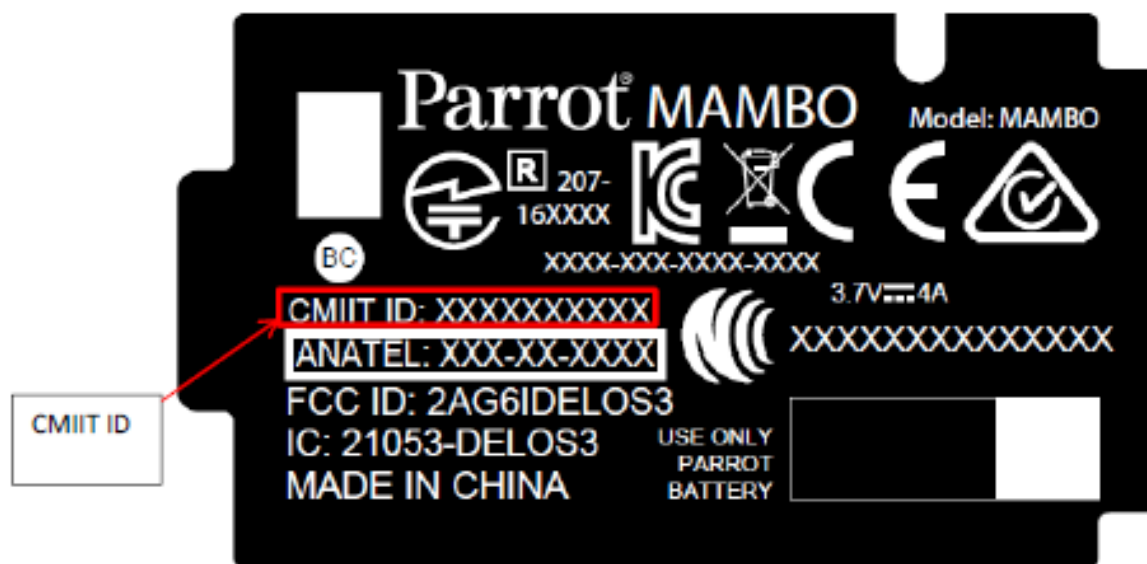 Parrot® MAMBO
Model: MAMBO
R 207-
16XXXX
BC
XXXX-XXX-XXXX-XXXX
3.7V⎓4A
CMIIT ID: XXXXXXXXXX
XXXXXXXXXXXXXX
ANATEL: XXX-XX-XXXX
CMIIT ID
FCC ID: 2AG6IDELOS3
IC: 21053-DELOS3
MADE IN CHINA
USE ONLY
PARROT
BATTERY